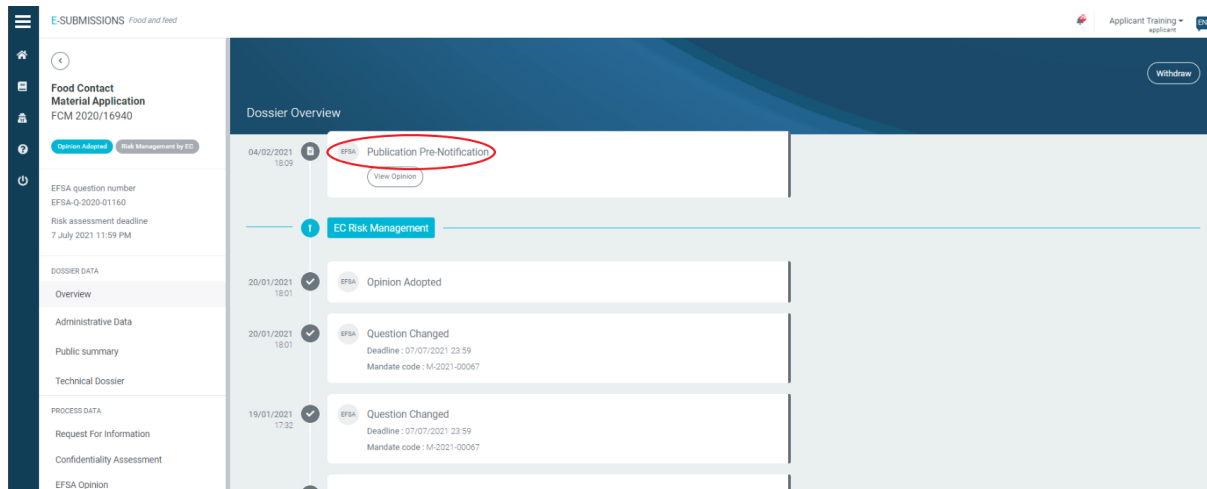 E-SUBMISSIONS Food and feed
Applicant Training
applicant
EN
Food Contact
Material Application
FCM 2020/16940
Opinion Adopted
Risk Management by EC
EFSA question number
EFSA-Q-2020-01160
Risk assessment deadline
7 July 2021 11:59 PM
DOSSIER DATA
Overview
Administrative Data
Public summary
Technical Dossier
PROCESS DATA
Request For Information
Confidentiality Assessment
EFSA Opinion
Withdraw
Dossier Overview
04/02/2021
18:09
EFSA
Publication Pre-Notification
View Opinion
EC Risk Management
20/01/2021
18:01
EFSA
Opinion Adopted
20/01/2021
18:01
EFSA
Question Changed
Deadline : 07/07/2021 23:59
Mandate code : M-2021-00067
19/01/2021
17:32
EFSA
Question Changed
Deadline : 07/07/2021 23:59
Mandate code : M-2021-00067